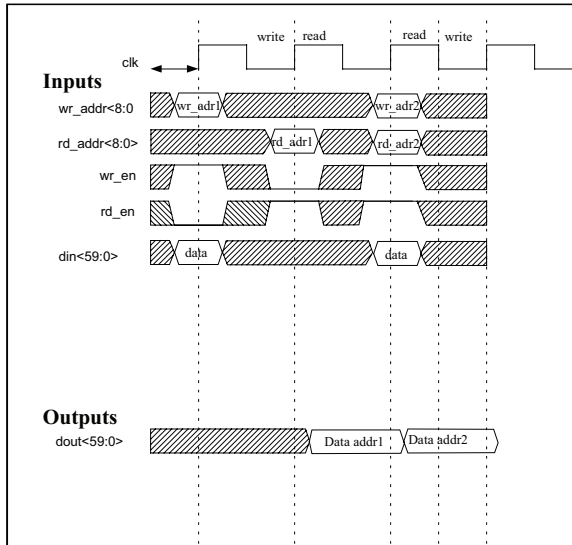 write read read write
clk
Inputs
wr_addr<8:0 wr_adr1 wr_adr2
rd_addr<8:0> rd_adr1 rd_adr2
wr_en
rd_en
din<59:0> data data
Outputs
dout<59:0> Data addr1 Data addr2